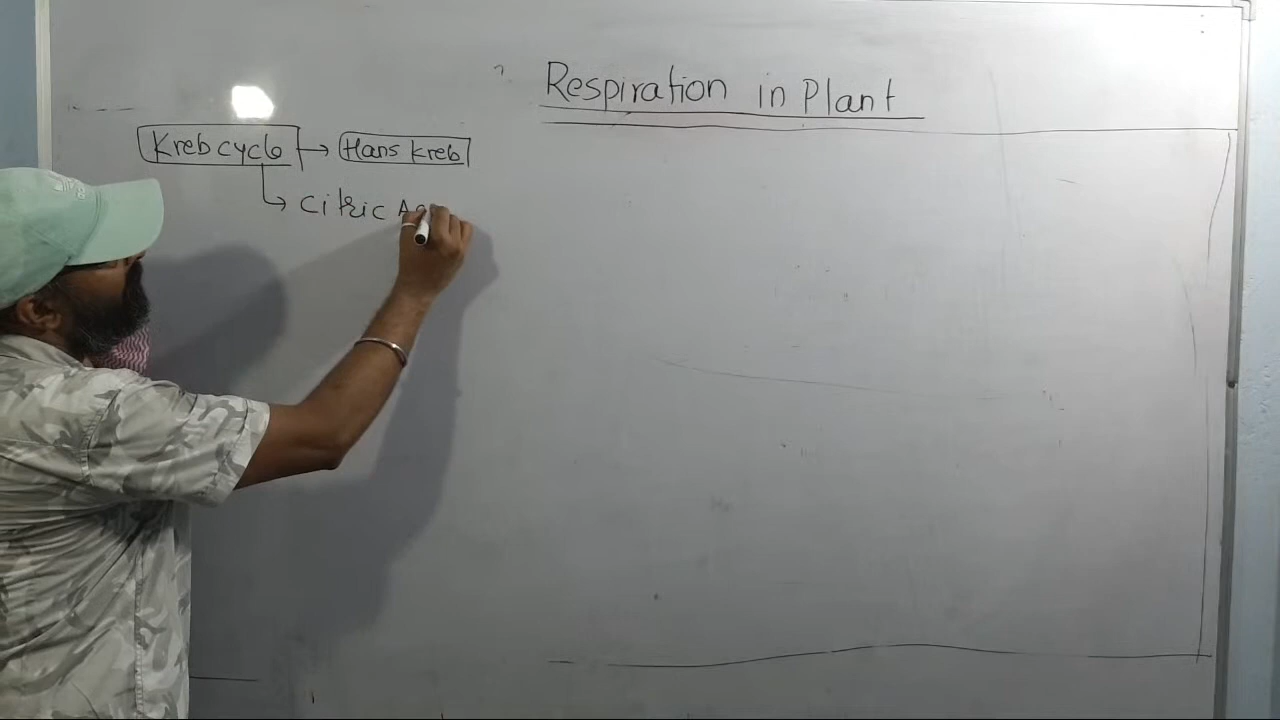 Respiration in Plant
Kreb cycle → Hans Kreb
Citric